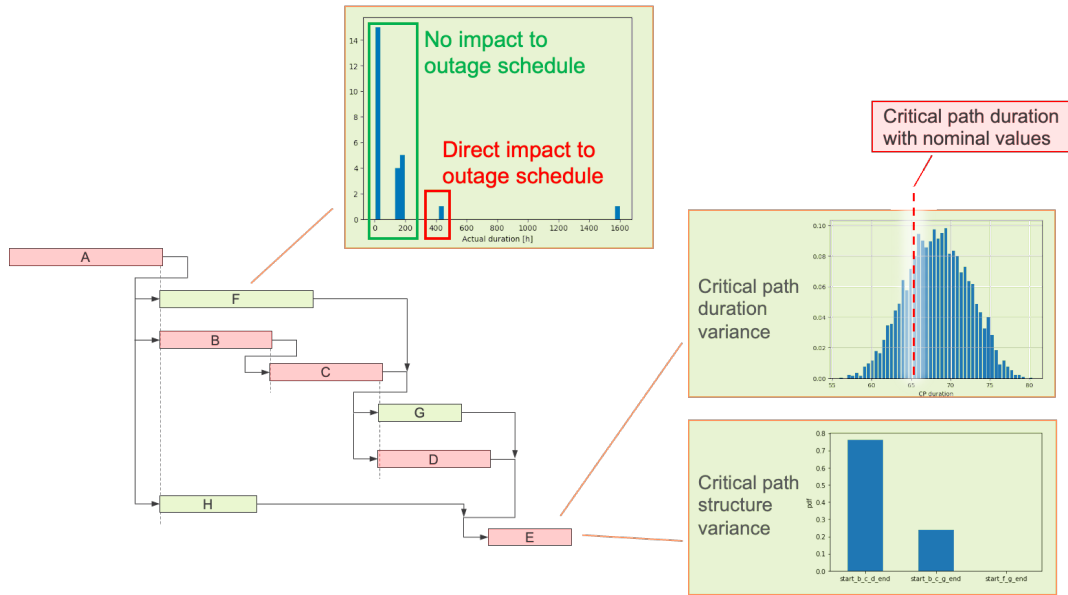 14
12
10
8
6
4
2
0
0
200
400
600
800
1000
1200
1400
1600
Actual duration [h]
No impact to
outage schedule
Direct impact to
outage schedule
Critical path duration
with nominal values
A
F
B
C
G
D
H
E
Critical path
duration
variance
0.10
0.08
0.06
0.04
0.02
0.00
55
60
65
70
75
80
CP duration
Critical path
structure
variance
pdf
0.8
0.7
0.6
0.5
0.4
0.3
0.2
0.1
0.0
start_b_c_d_end
start_b_c_g_end
start_f_g_end